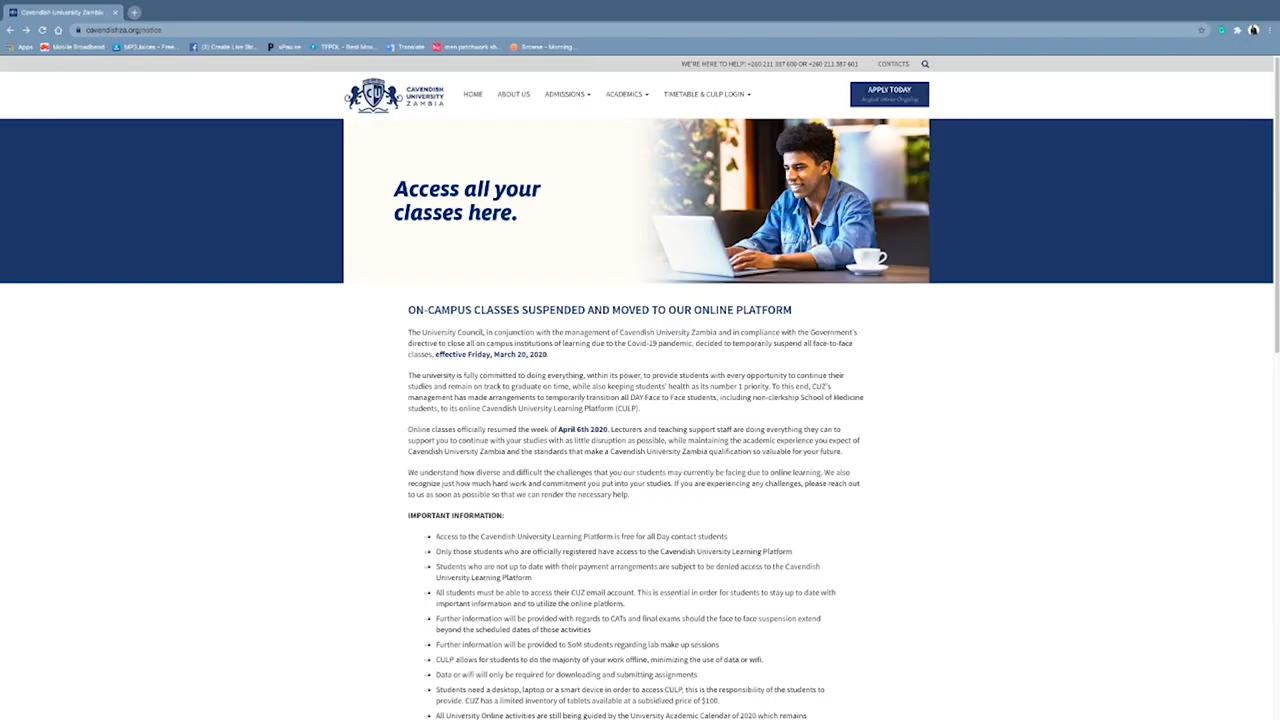 Cavendish University Zambia
cavendishza.org/notice
Apps
Mobile Broadband
MP3Juices - Free...
(3) Create Live Str...
xPau.se
TFPDL - Best Mov...
Translate
men patchwork sh...
Browse - Morning...
WE'RE HERE TO HELP: +260 211 387 600 OR +260 211 387 601
CONTACTS
CAVENDISH
UNIVERSITY
ZAMBIA
CU
HOME
ABOUT US
ADMISSIONS
ACADEMICS
TIMETABLE & CULP LOGIN
APPLY TODAY
August Intake Ongoing
Access all your
classes here.
ON-CAMPUS CLASSES SUSPENDED AND MOVED TO OUR ONLINE PLATFORM
The University Council, in conjunction with the management of Cavendish University Zambia and in compliance with the Government's
directive to close all on campus institutions of learning due to the Covid-19 pandemic, decided to temporarily suspend all face-to-face
classes, effective Friday, March 20, 2020.
The university is fully committed to doing everything, within its power, to provide students with every opportunity to continue their
studies and remain on track to graduate on time, while also keeping students' health as its number 1 priority. To this end, CUZ's
management has made arrangements to temporarily transition all DAY Face to Face students, including non-clerkship School of Medicine
students, to its online Cavendish University Learning Platform (CULP).
Online classes officially resumed the week of April 6th 2020. Lecturers and teaching support staff are doing everything they can to
support you to continue with your studies with as little disruption as possible, while maintaining the academic experience you expect of
Cavendish University Zambia and the standards that make a Cavendish University Zambia qualification so valuable for your future.
We understand how diverse and difficult the challenges that you our students may currently be facing due to online learning. We also
recognize just how much hard work and commitment you put into your studies. If you are experiencing any challenges, please reach out
to us as soon as possible so that we can render the necessary help.
IMPORTANT INFORMATION:
Access to the Cavendish University Learning Platform is free for all Day contact students
Only those students who are officially registered have access to the Cavendish University Learning Platform
Students who are not up to date with their payment arrangements are subject to be denied access to the Cavendish
University Learning Platform
All students must be able to access their CUZ email account. This is essential in order for students to stay up to date with
important information and to utilize the online platform.
Further information will be provided with regards to CATs and final exams should the face to face suspension extend
beyond the scheduled dates of those activities
Further information will be provided to SoM students regarding lab make up sessions
CULP allows for students to do the majority of your work offline, minimizing the use of data or wifi.
Data or wifi will only be required for downloading and submitting assignments
Students need a desktop, laptop or a smart device in order to access CULP, this is the responsibility of the students to
provide. CUZ has a limited inventory of tablets available at a subsidized price of $100.
All University Online activities are still being guided by the University Academic Calendar of 2020 which remains